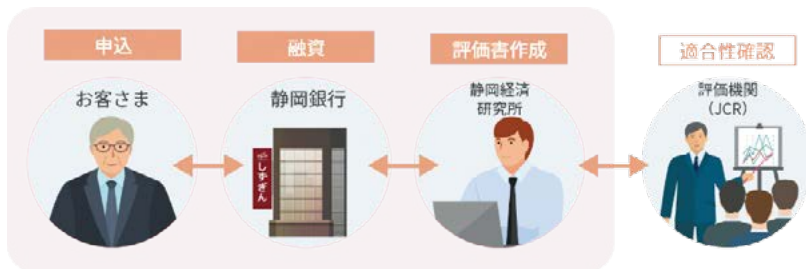 申込
融資
評価書作成
適合性確認
お客さま
静岡銀行
静岡経済
研究所
評価機関
（JCR）
しずぎん